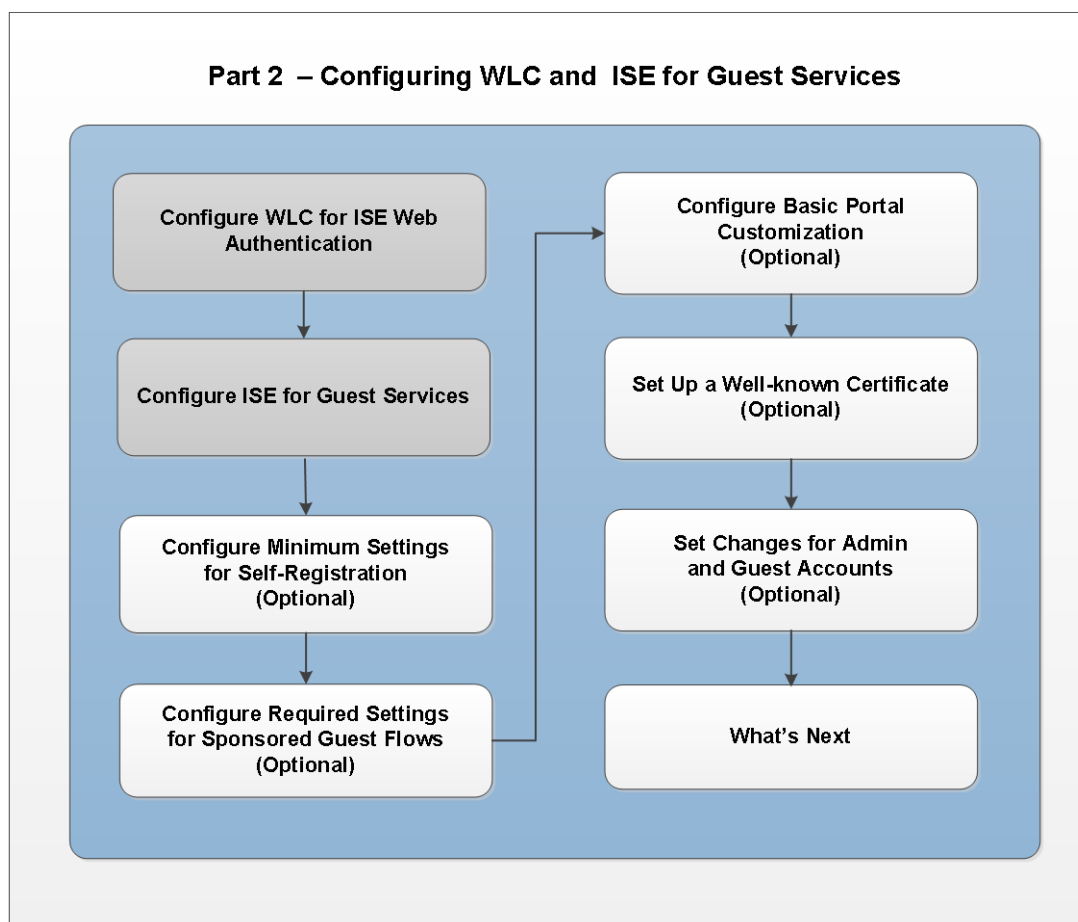 Part 2 – Configuring WLC and ISE for Guest Services
Configure WLC for ISE Web
Authentication
Configure ISE for Guest Services
Configure Minimum Settings
for Self-Registration
(Optional)
Configure Required Settings
for Sponsored Guest Flows
(Optional)
Configure Basic Portal
Customization
(Optional)
Set Up a Well-known Certificate
(Optional)
Set Changes for Admin
and Guest Accounts
(Optional)
What’s Next